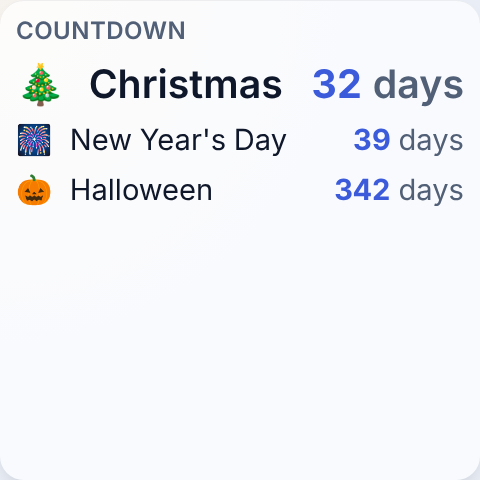 COUNTDOWN
🎄 Christmas 32 days
🎆 New Year's Day 39 days
🎃 Halloween 342 days